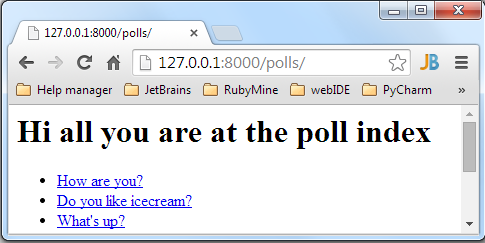 127.0.0.1:8000/polls/
127.0.0.1:8000/polls/
JB
Help manager JetBrains RubyMine webIDE PyCharm »
Hi all you are at the poll index
• How are you?
• Do you like icecream?
• What's up?